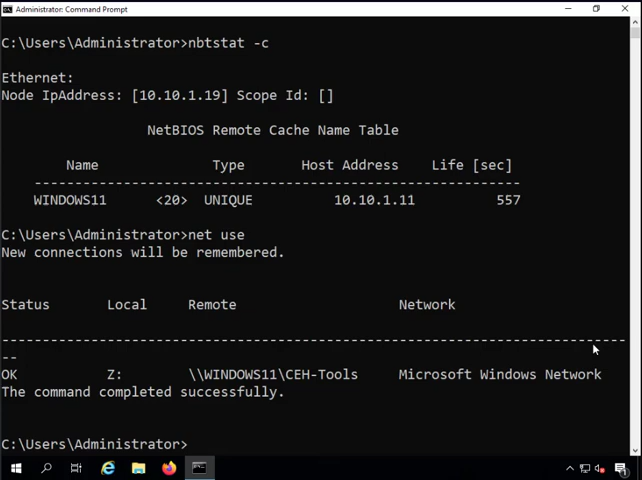 Administrator: Command Prompt
C:\Users\Administrator>nbtstat -c
Ethernet:
Node IpAddress: [10.10.1.19] Scope Id: []
NetBIOS Remote Cache Name Table
Name Type Host Address Life [sec]
------------------------------------------------------------
WINDOWS11 <20> UNIQUE 10.10.1.11 557
C:\Users\Administrator>net use
New connections will be remembered.
Status Local Remote Network
-------------------------------------------------------------------------------
--
OK Z: \\WINDOWS11\CEH-Tools Microsoft Windows Network
The command completed successfully.
C:\Users\Administrator>
1